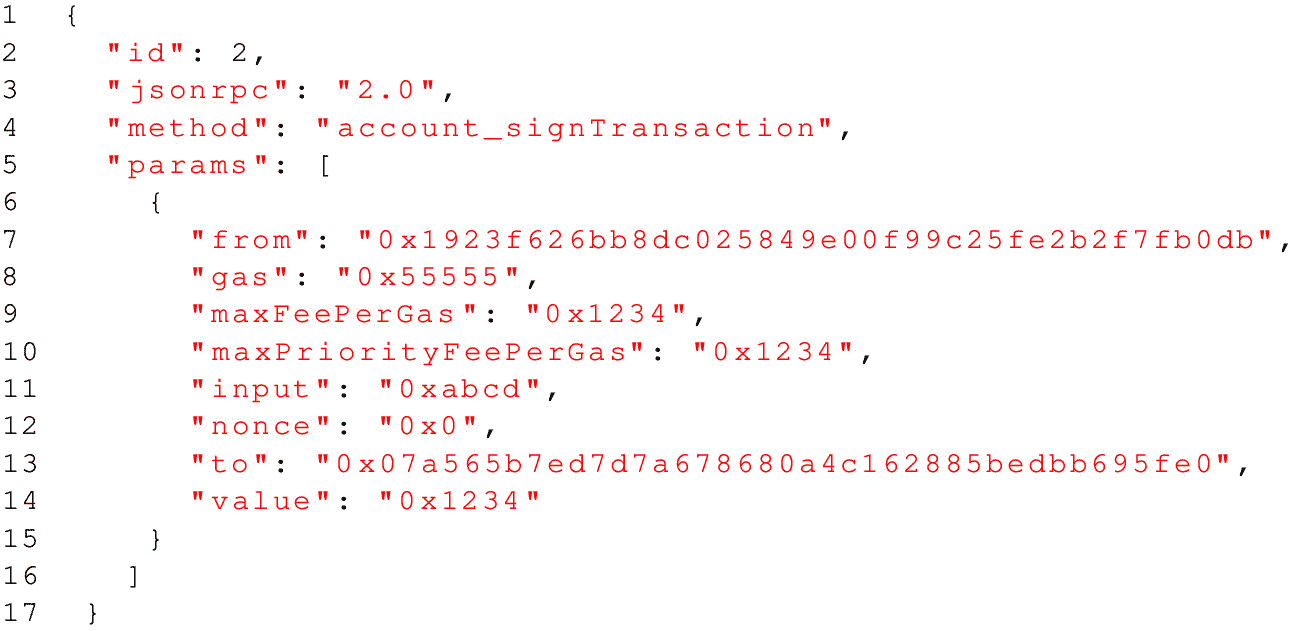 1 {
2 "id": 2,
3 "jsonrpc": "2.0",
4 "method": "account_signTransaction",
5 "params": [
6 {
7 "from": "0x1923f626bb8dc025849e00f99c25fe2b2f7fb0db",
8 "gas": "0x55555",
9 "maxFeePerGas": "0x1234",
10 "maxPriorityFeePerGas": "0x1234",
11 "input": "0xabcd",
12 "nonce": "0x0",
13 "to": "0x07a565b7ed7d7a678680a4c162885bedbb695fe0",
14 "value": "0x1234"
15 }
16 ]
17 }